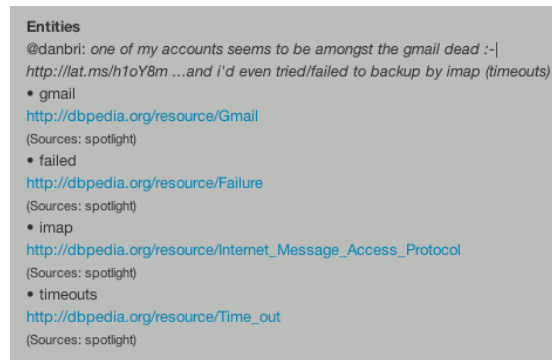 Entities
@danbri: one of my accounts seems to be amongst the gmail dead :-|
http://lat.ms/h1oY8m ...and i'd even tried/failed to backup by imap (timeouts)
• gmail
http://dbpedia.org/resource/Gmail
(Sources: spotlight)
• failed
http://dbpedia.org/resource/Failure
(Sources: spotlight)
• imap
http://dbpedia.org/resource/Internet_Message_Access_Protocol
(Sources: spotlight)
• timeouts
http://dbpedia.org/resource/Time_out
(Sources: spotlight)